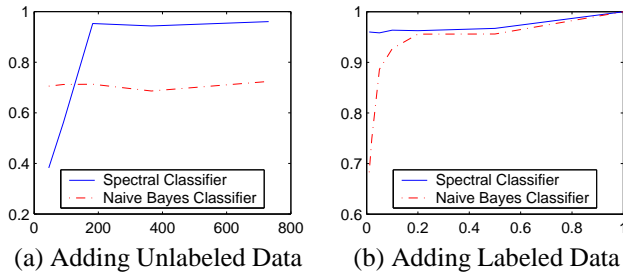 1
0.8
0.6
0.4
0.2
0 200 400 600 800
Spectral Classifier
Naive Bayes Classifier
(a) Adding Unlabeled Data
1
0.9
0.8
0.7
0.6
0 0.2 0.4 0.6 0.8 1
Spectral Classifier
Naive Bayes Classifier
(b) Adding Labeled Data